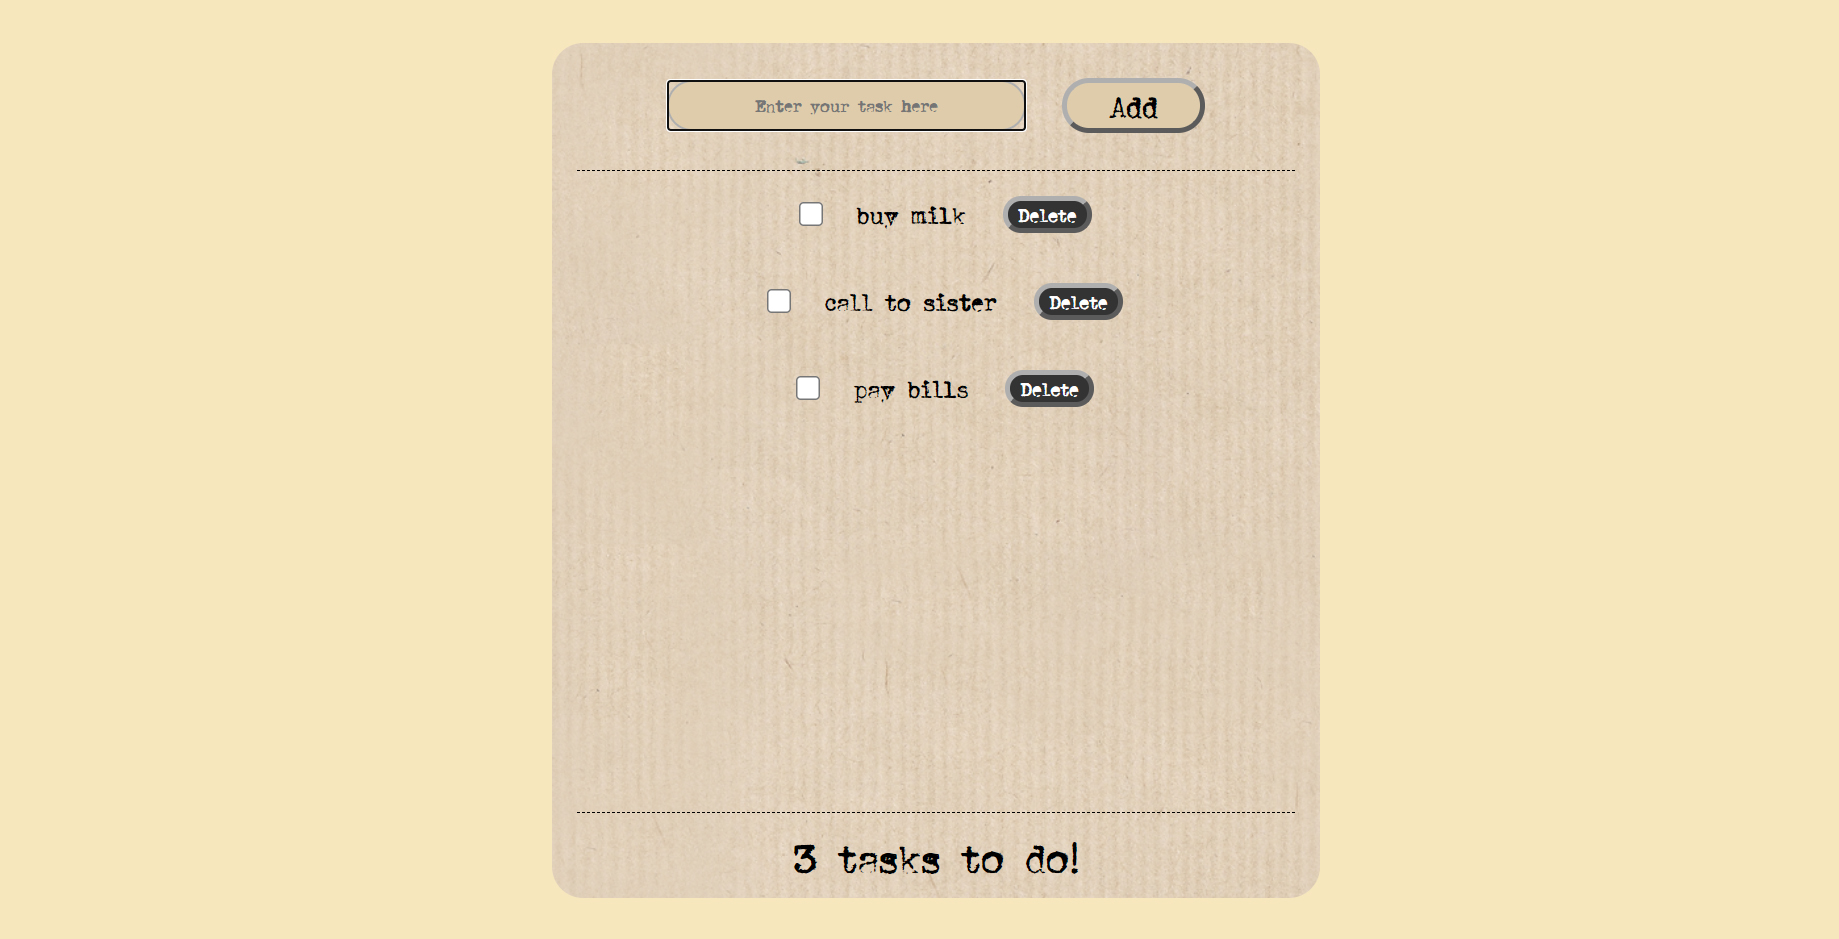 Enter your task here Add
buy milk Delete
call to sister Delete
pay bills Delete
3 tasks to do!